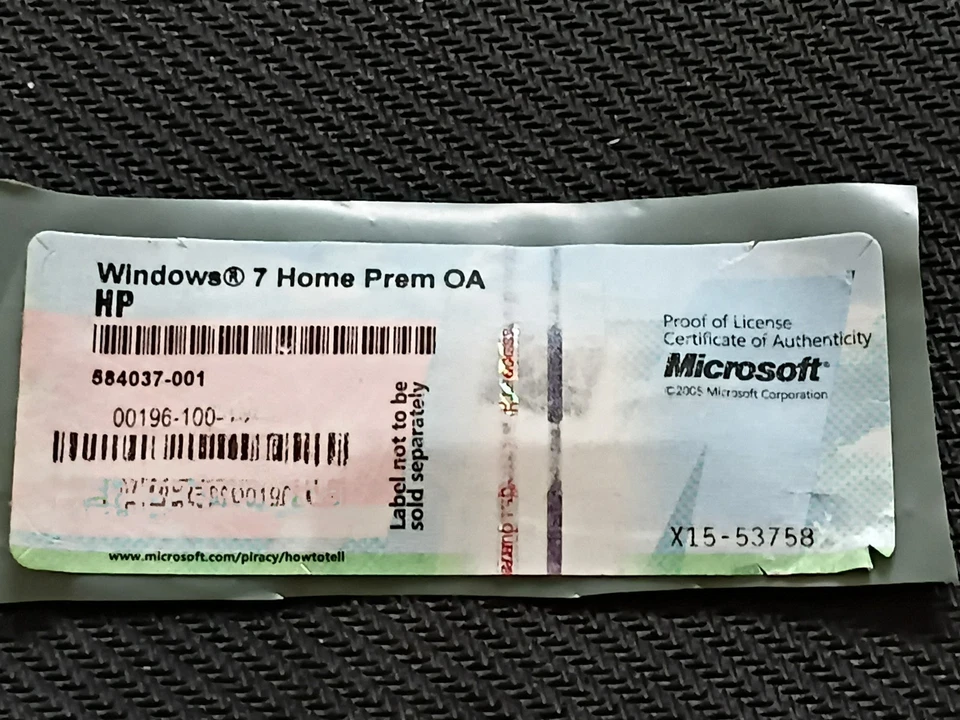 Windows® 7 Home Prem OA
HP
584037-001
00196-100-
Label not to be
sold separately
www.microsoft.com/piracy/howtotell
Proof of License
Certificate of Authenticity
Microsoft®
©2005 Microsoft Corporation
X15-53758